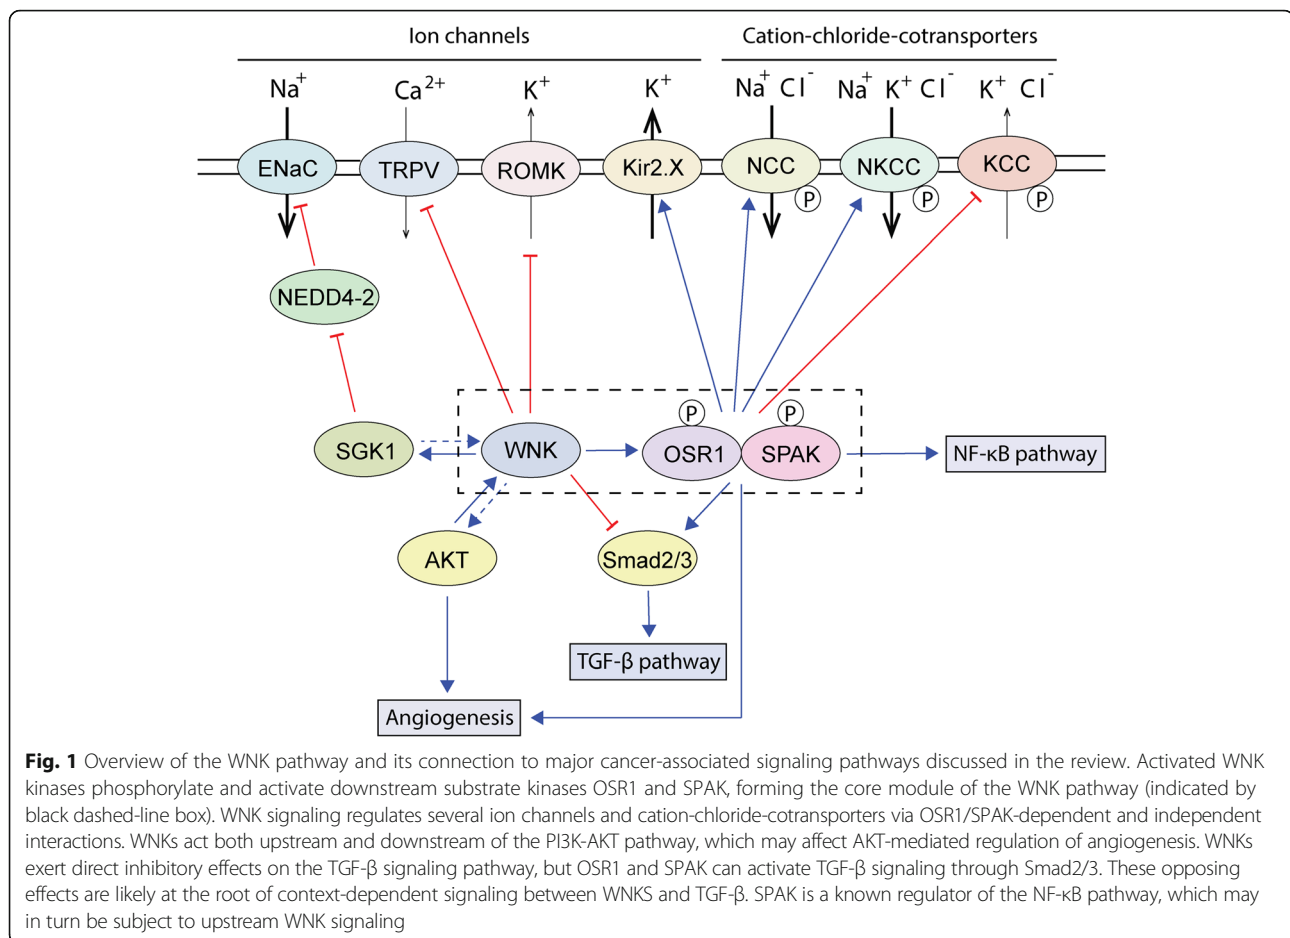 Ion channels
Cation-chloride-cotransporters
Na+ Ca2+ K+ K+ Na+ Cl- Na+ K+ Cl- K+ Cl-
ENaC TRPV ROMK Kir2.X NCC NKCC KCC
P P P
NEDD4-2
P P
SGK1 WNK OSR1 SPAK NF-κB pathway
AKT Smad2/3
TGF-β pathway
Angiogenesis
Fig. 1 Overview of the WNK pathway and its connection to major cancer-associated signaling pathways discussed in the review. Activated WNK
kinases phosphorylate and activate downstream substrate kinases OSR1 and SPAK, forming the core module of the WNK pathway (indicated by
black dashed-line box). WNK signaling regulates several ion channels and cation-chloride-cotransporters via OSR1/SPAK-dependent and independent
interactions. WNKs act both upstream and downstream of the PI3K-AKT pathway, which may affect AKT-mediated regulation of angiogenesis. WNKs
exert direct inhibitory effects on the TGF-β signaling pathway, but OSR1 and SPAK can activate TGF-β signaling through Smad2/3. These opposing
effects are likely at the root of context-dependent signaling between WNKS and TGF-β. SPAK is a known regulator of the NF-κB pathway, which may
in turn be subject to upstream WNK signaling